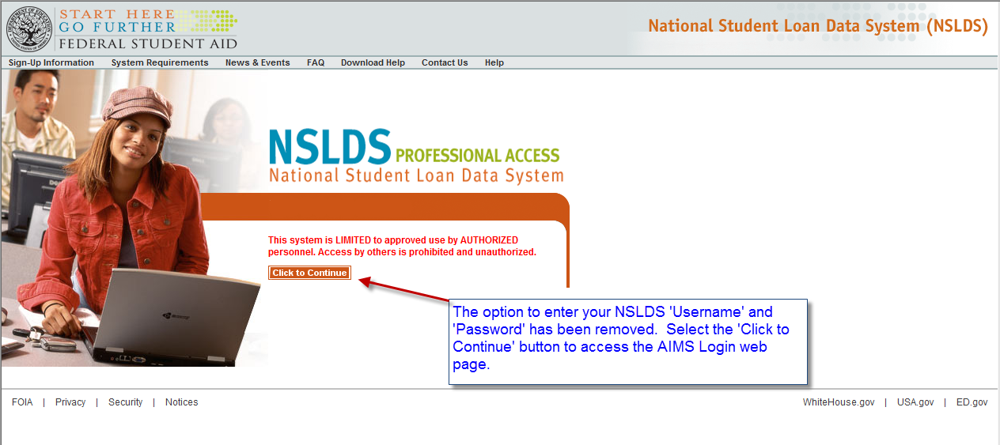 START HERE
GO FURTHER
FEDERAL STUDENT AID
National Student Loan Data System (NSLDS)
Sign-Up Information System Requirements News & Events FAQ Download Help Contact Us Help
NSLDS PROFESSIONAL ACCESS
National Student Loan Data System
This system is LIMITED to approved use by AUTHORIZED
personnel. Access by others is prohibited and unauthorized.
Click to Continue
The option to enter your NSLDS 'Username' and
'Password' has been removed. Select the 'Click to
Continue' button to access the AIMS Login web
page.
FOIA | Privacy | Security | Notices
WhiteHouse.gov | USA.gov | ED.gov